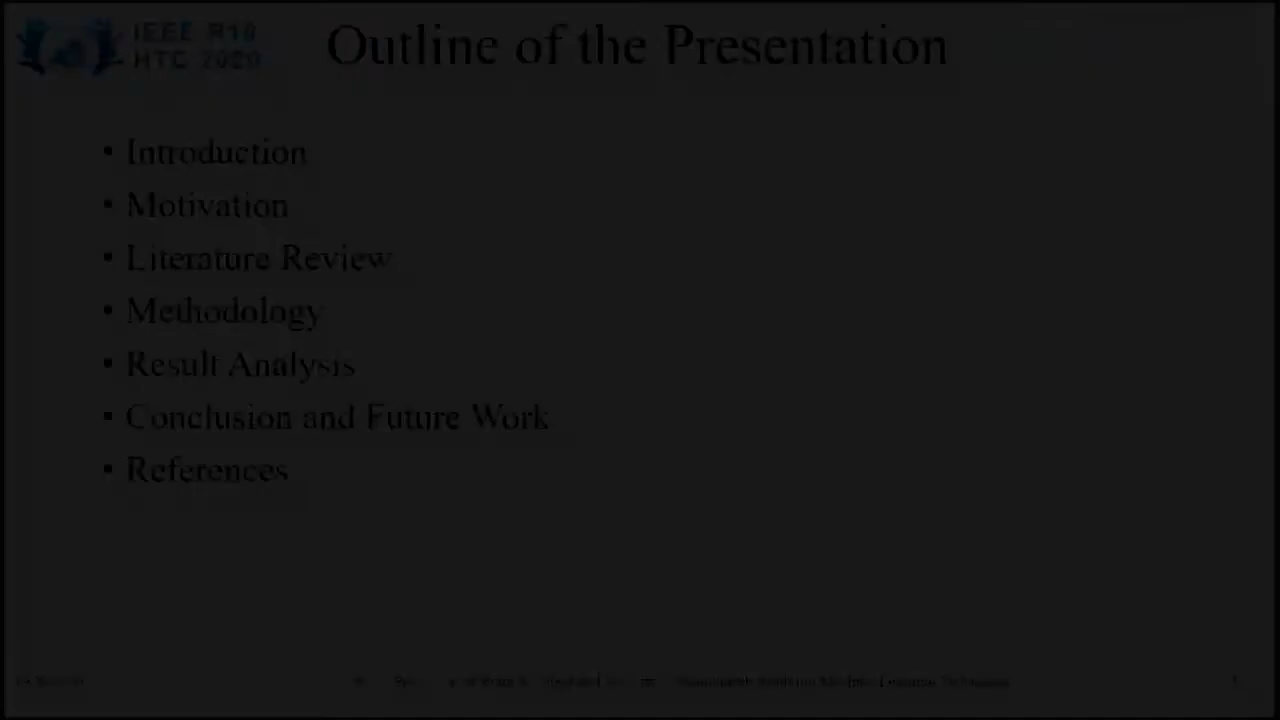 IEEE R10
HTC 2020
Outline of the Presentation
• Introduction
• Motivation
• Literature Review
• Methodology
• Result Analysis
• Conclusion and Future Work
• References